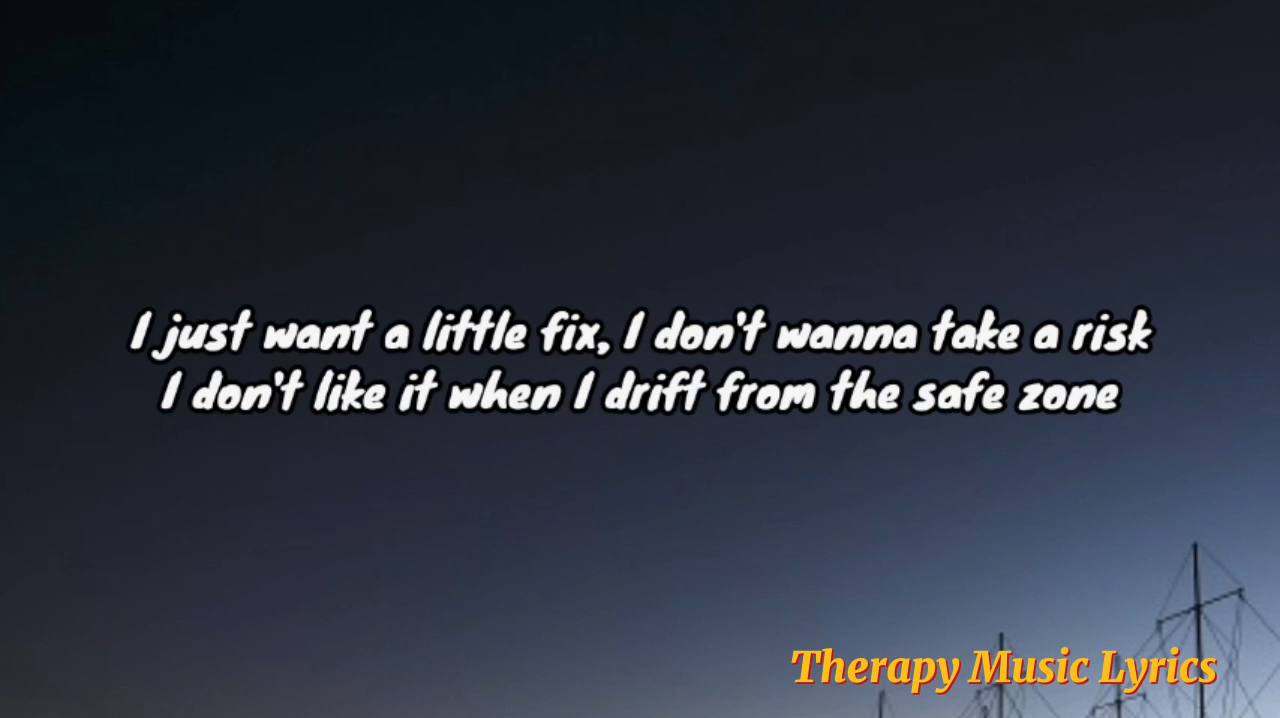 I just want a little fix, I don't wanna take a risk
I don't like it when I drift from the safe zone
Therapy Music Lyrics